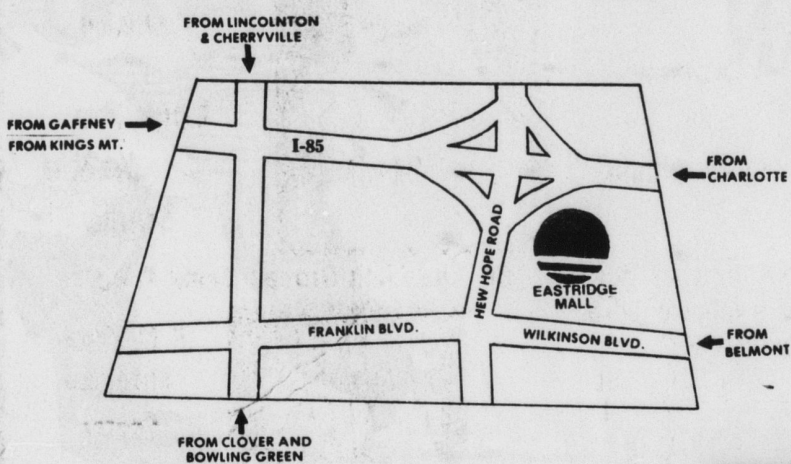 FROM LINCOLNTON
& CHERRYVILLE
FROM GAFFNEY
FROM KINGS MT.
I-85
FROM
CHARLOTTE
HEW HOPE ROAD
EASTRIDGE
MALL
FRANKLIN BLVD.
WILKINSON BLVD.
FROM
BELMONT
FROM CLOVER AND
BOWLING GREEN